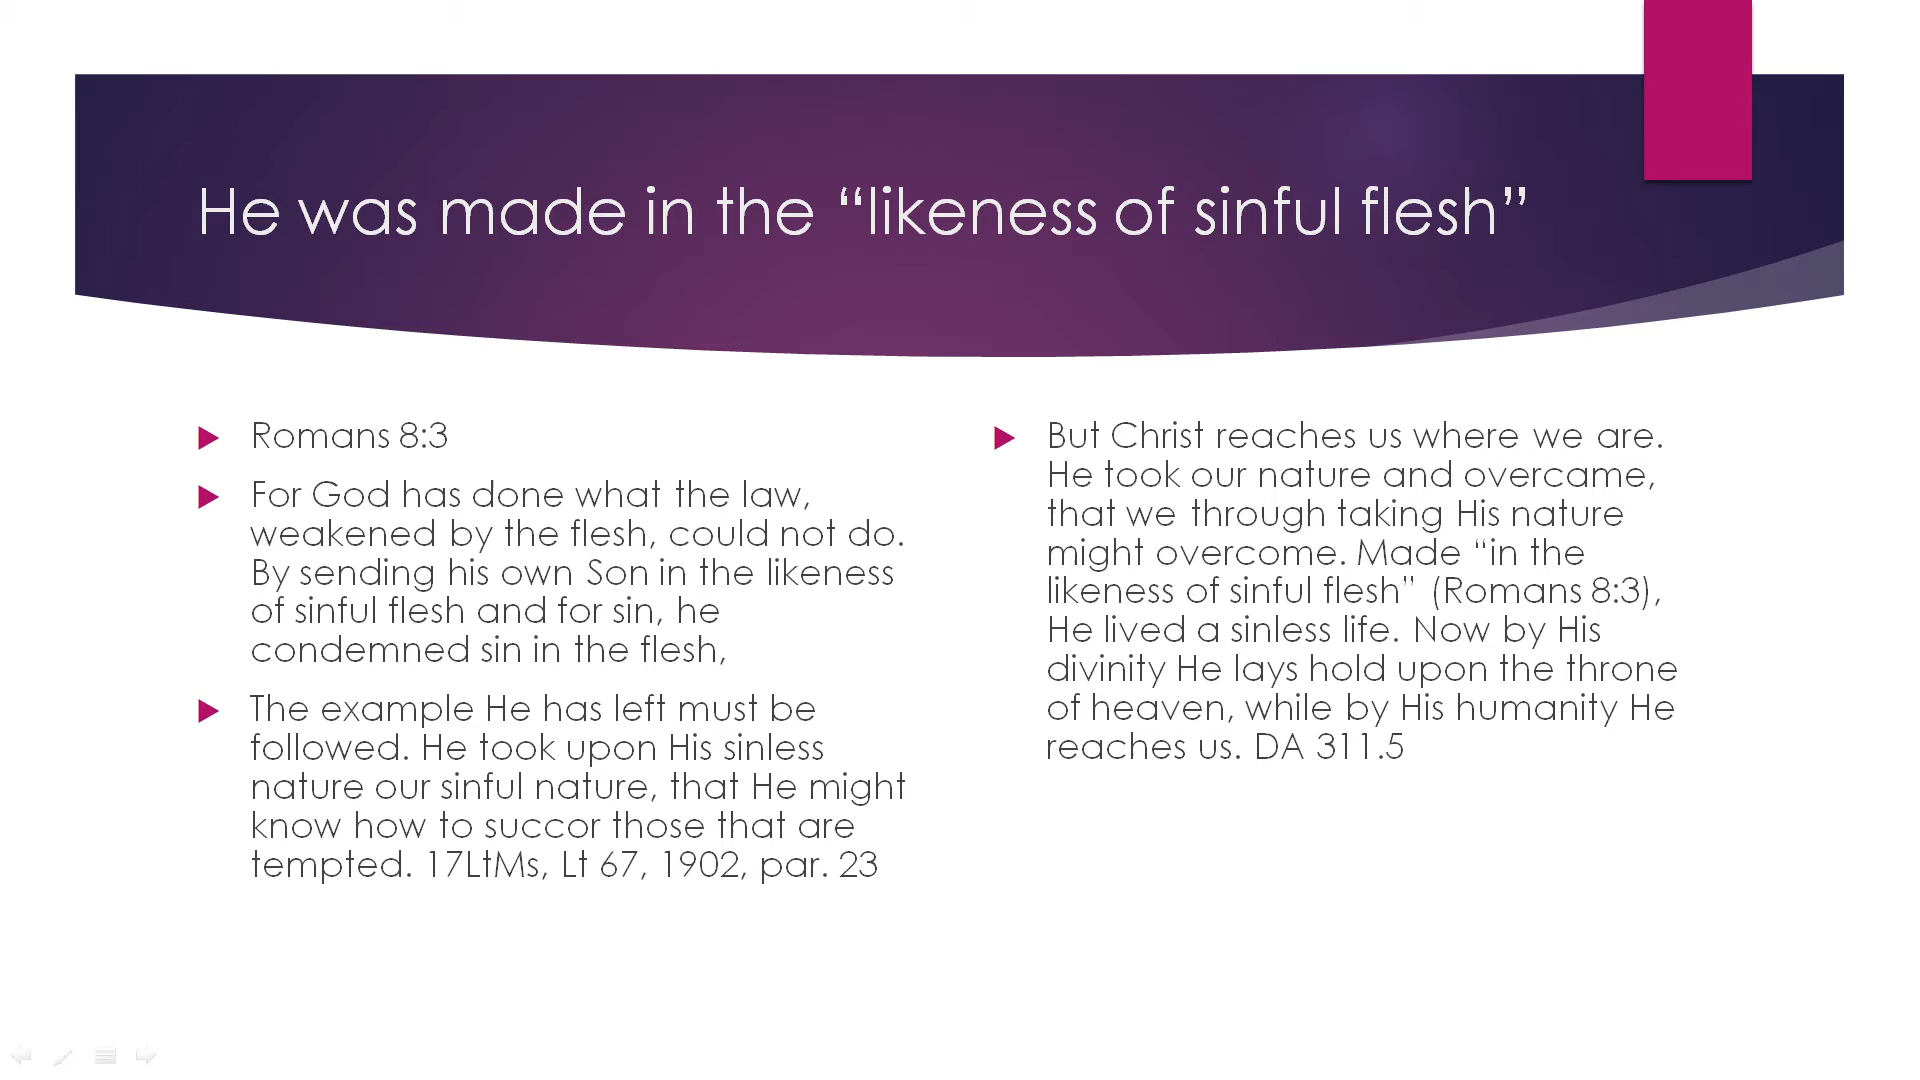 He was made in the “likeness of sinful flesh”
Romans 8:3
For God has done what the law,
weakened by the flesh, could not do.
By sending his own Son in the likeness
of sinful flesh and for sin, he
condemned sin in the flesh,
The example He has left must be
followed. He took upon His sinless
nature our sinful nature, that He might
know how to succor those that are
tempted. 17LtMs, Lt 67, 1902, par. 23
But Christ reaches us where we are.
He took our nature and overcame,
that we through taking His nature
might overcome. Made “in the
likeness of sinful flesh” (Romans 8:3),
He lived a sinless life. Now by His
divinity He lays hold upon the throne
of heaven, while by His humanity He
reaches us. DA 311.5